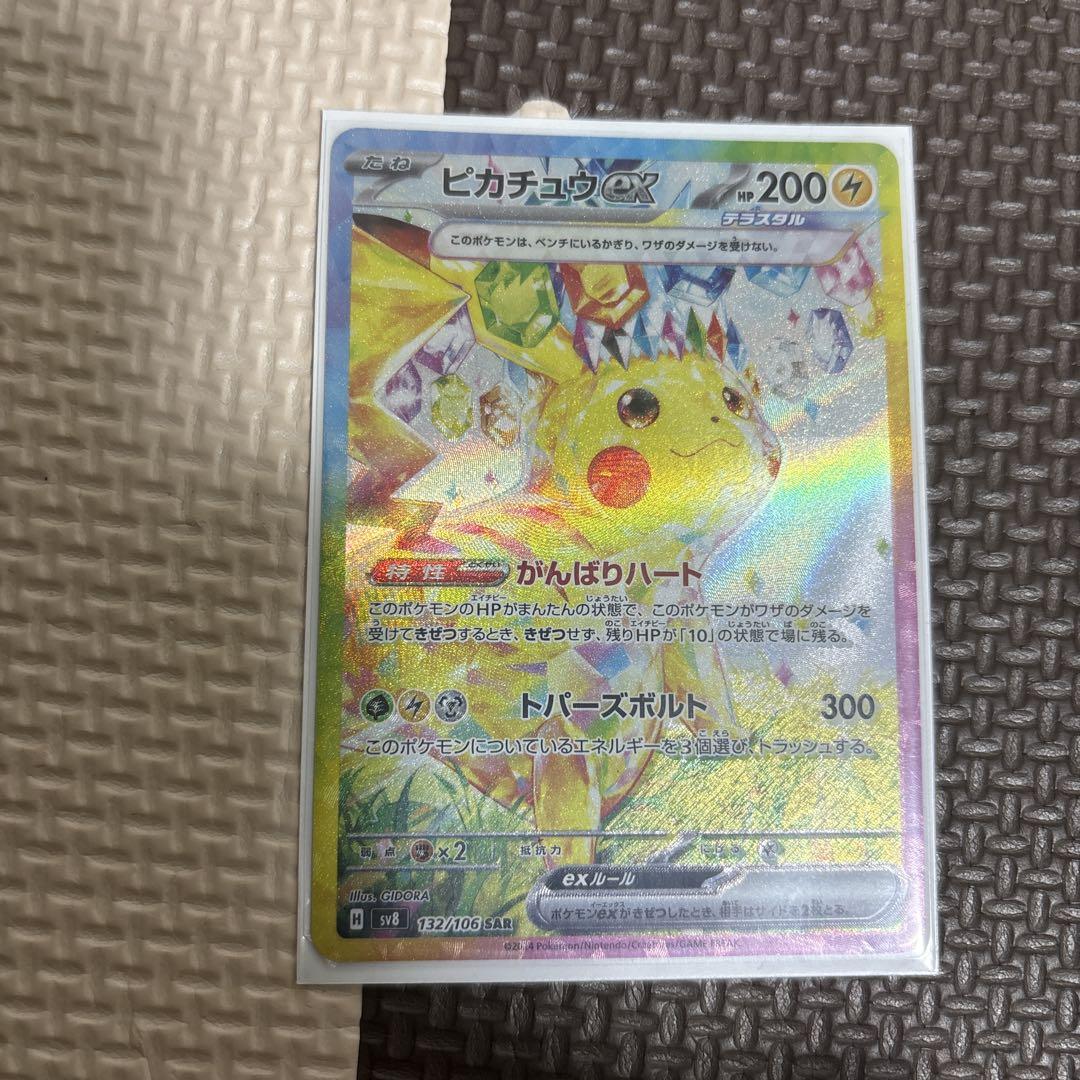 たね ピカチュウex HP200
テラスタル
このポケモンは、ベンチにいるかぎり、ワザのダメージを受けない。
特性 がんばりハート
このポケモンのHPがまんたんの状態で、このポケモンがワザのダメージを
受けてきぜつするとき、きぜつせず、残りHPが「10」の状態で場に残る。
トパーズボルト 300
このポケモンについているエネルギーを3個選び、トラッシュする。
弱点 ×2 抵抗力 にげる
exルール
Illus. GIDORA
ポケモンexがきぜつしたとき、相手はサイドを2枚とる。
H sv8 132/106 SAR
©2024 Pokémon/Nintendo/Creatures/GAME FREAK.